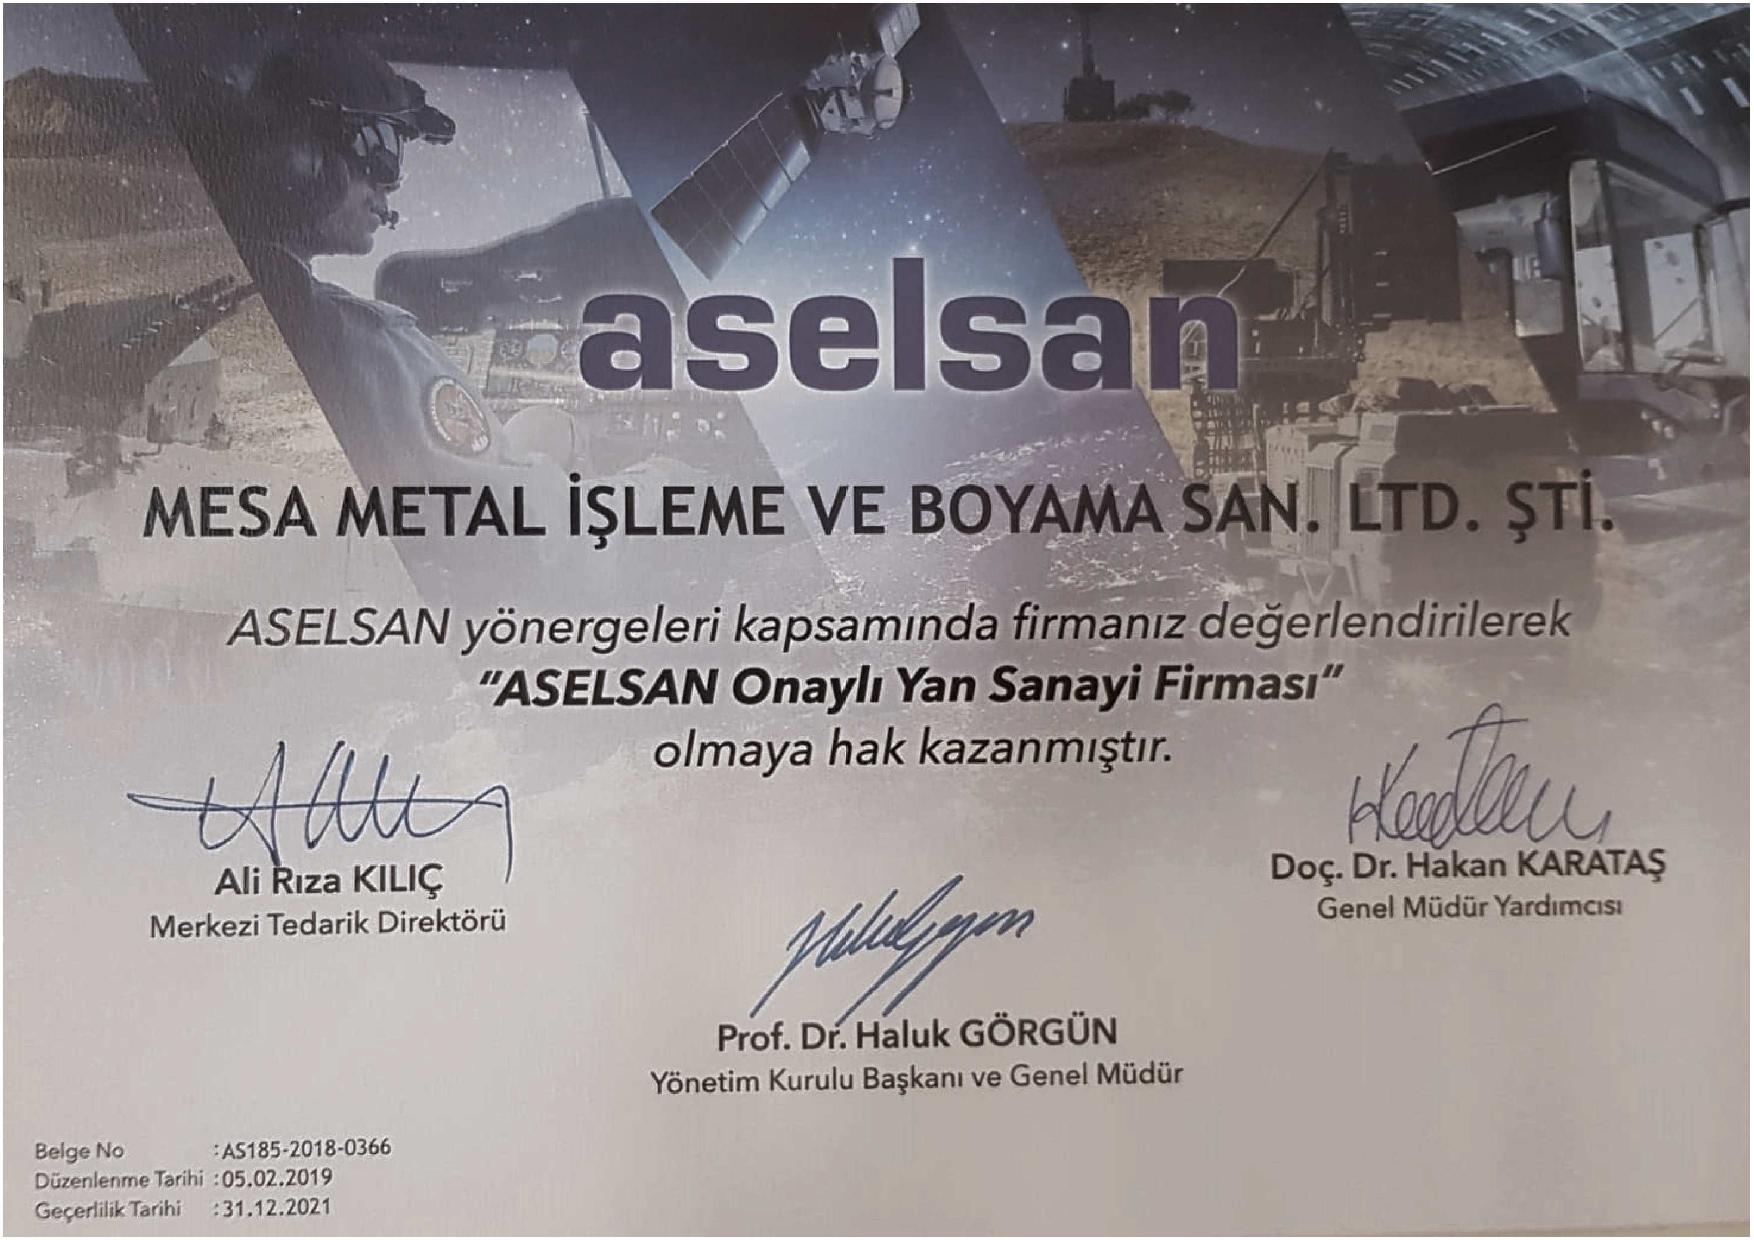 aselsan
MESA METAL İŞLEME VE BOYAMA SAN. LTD. ŞTİ.
ASELSAN yönergeleri kapsamında firmanız değerlendirilerek
"ASELSAN Onaylı Yan Sanayi Firması"
olmaya hak kazanmıştır.
Ali Rıza KILIÇ
Merkezi Tedarik Direktörü
Doç. Dr. Hakan KARATAŞ
Genel Müdür Yardımcısı
Prof. Dr. Haluk GÖRGÜN
Yönetim Kurulu Başkanı ve Genel Müdür
Belge No :AS185-2018-0366
Düzenlenme Tarihi :05.02.2019
Geçerlilik Tarihi :31.12.2021